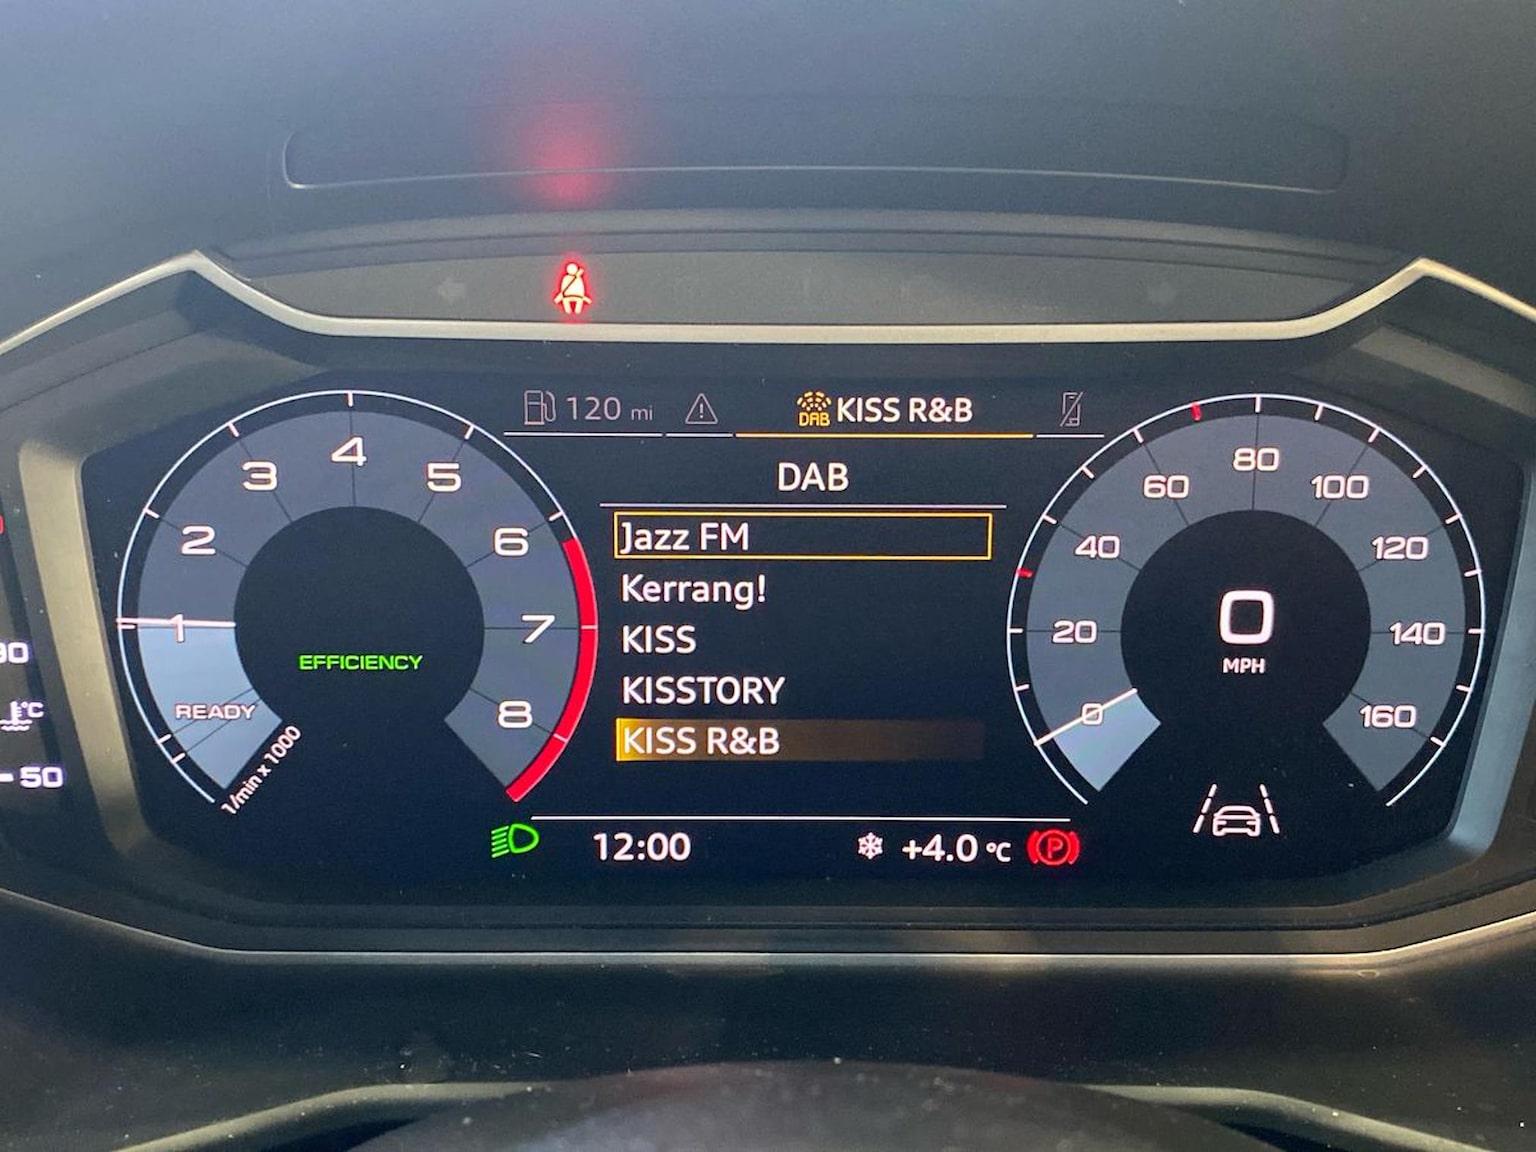 120 mi
DAB KISS R&B
DAB
Jazz FM
Kerrang!
KISS
KISSTORY
KISS R&B
12:00
+4.0 °C
P
1
2
3
4
5
6
7
8
READY
1/min x 1000
EFFICIENCY
0
20
40
60
80
100
120
140
160
0
MPH
90
°C
50